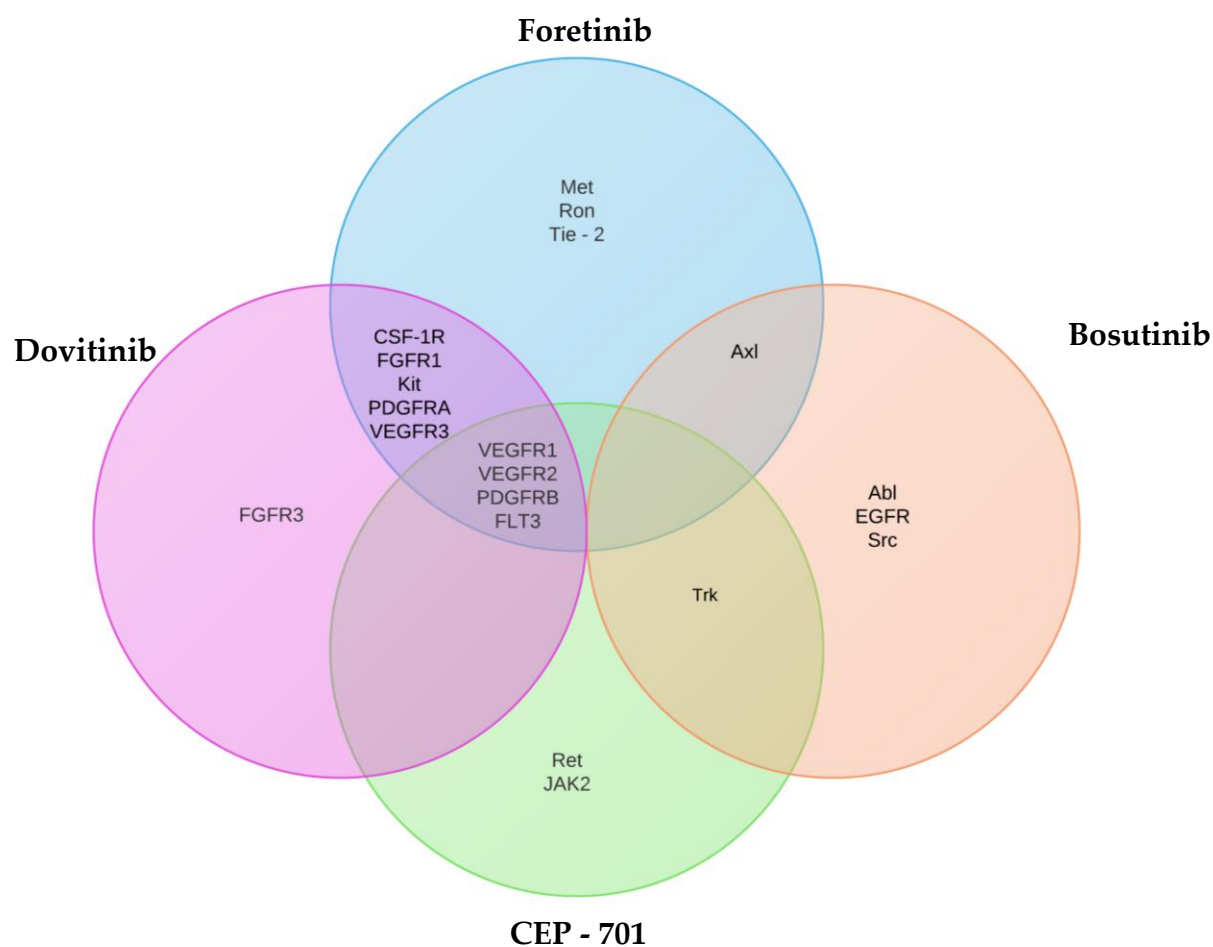 Foretinib
Met
Ron
Tie - 2
Dovitinib
Bosutinib
CSF-1R
FGFR1
Kit
PDGFRA
VEGFR3
Axl
VEGFR1
VEGFR2
PDGFRB
FLT3
FGFR3
Abl
EGFR
Src
Trk
Ret
JAK2
CEP - 701